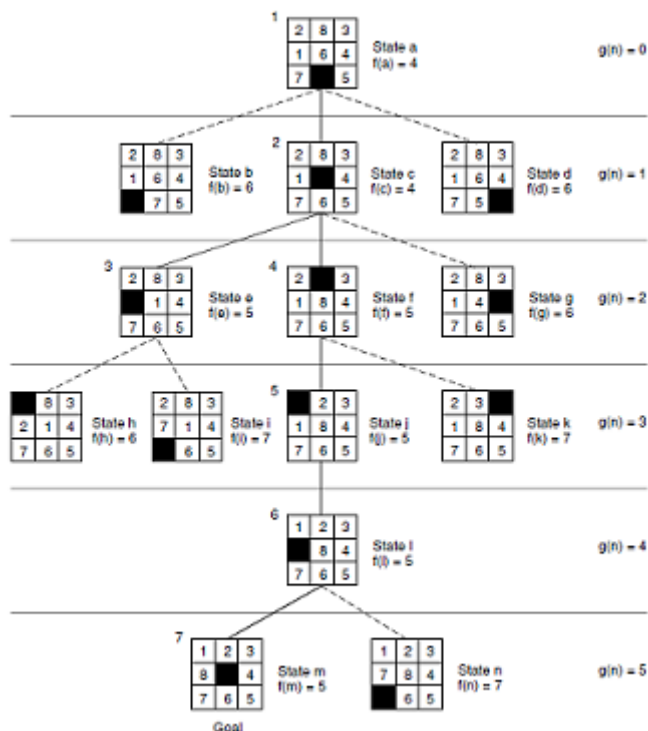 1
2 8 3
1 6 4
7 5
State a
f(a) = 4
g(n) = 0
2 8 3
1 6 4
7 5
State b
f(b) = 6
2
2 8 3
1 4
7 6 5
State c
f(c) = 4
2 8 3
1 6 4
7 5
State d
f(d) = 6
g(n) = 1
3
2 8 3
1 4
7 6 5
State e
f(e) = 5
4
2 3
1 8 4
7 6 5
State f
f(f) = 5
2 8 3
1 4
7 6 5
State g
f(g) = 6
g(n) = 2
8 3
2 1 4
7 6 5
State h
f(h) = 6
2 8 3
7 1 4
6 5
State i
f(i) = 7
5
2 3
1 8 4
7 6 5
State j
f(j) = 5
2 3
1 8 4
7 6 5
State k
f(k) = 7
g(n) = 3
6
1 2 3
8 4
7 6 5
State l
f(l) = 5
g(n) = 4
7
1 2 3
8 4
7 6 5
State m
f(m) = 5
Goal
1 2 3
7 8 4
6 5
State n
f(n) = 7
g(n) = 5